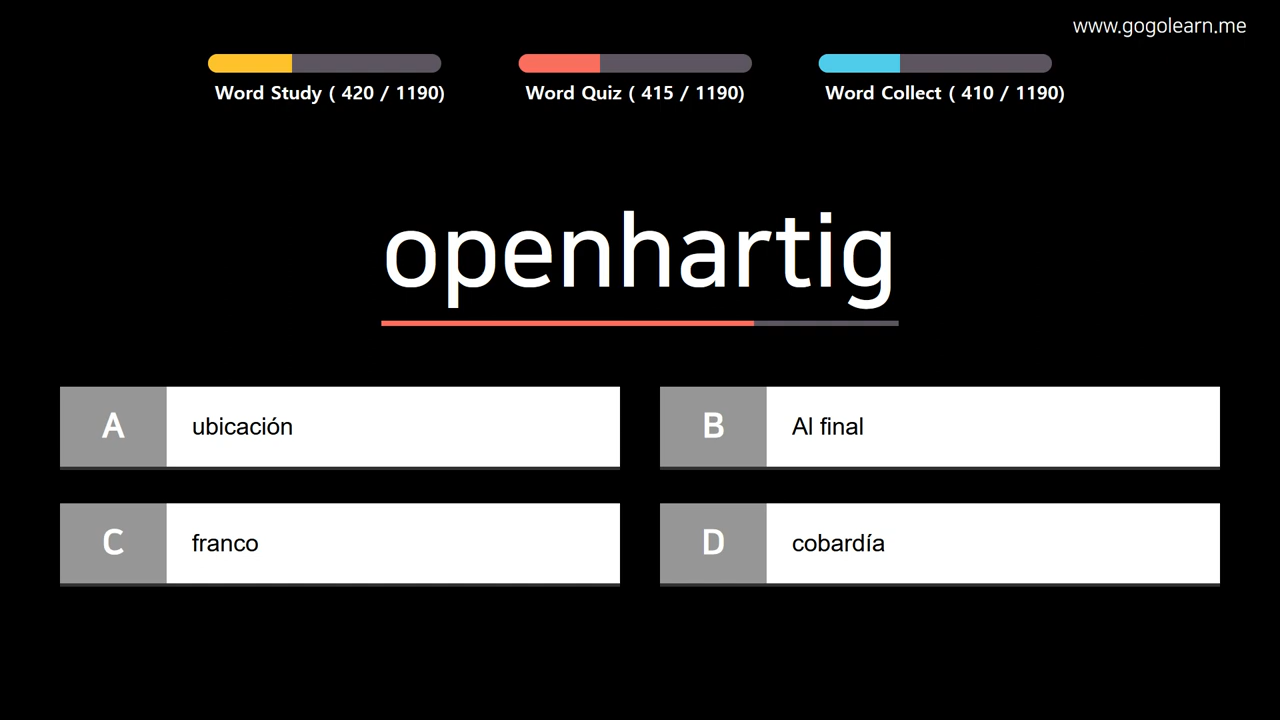 www.gogolearn.me
Word Study ( 420 / 1190)
Word Quiz ( 415 / 1190)
Word Collect ( 410 / 1190)
openhartig
A
ubicación
B
Al final
C
franco
D
cobardía